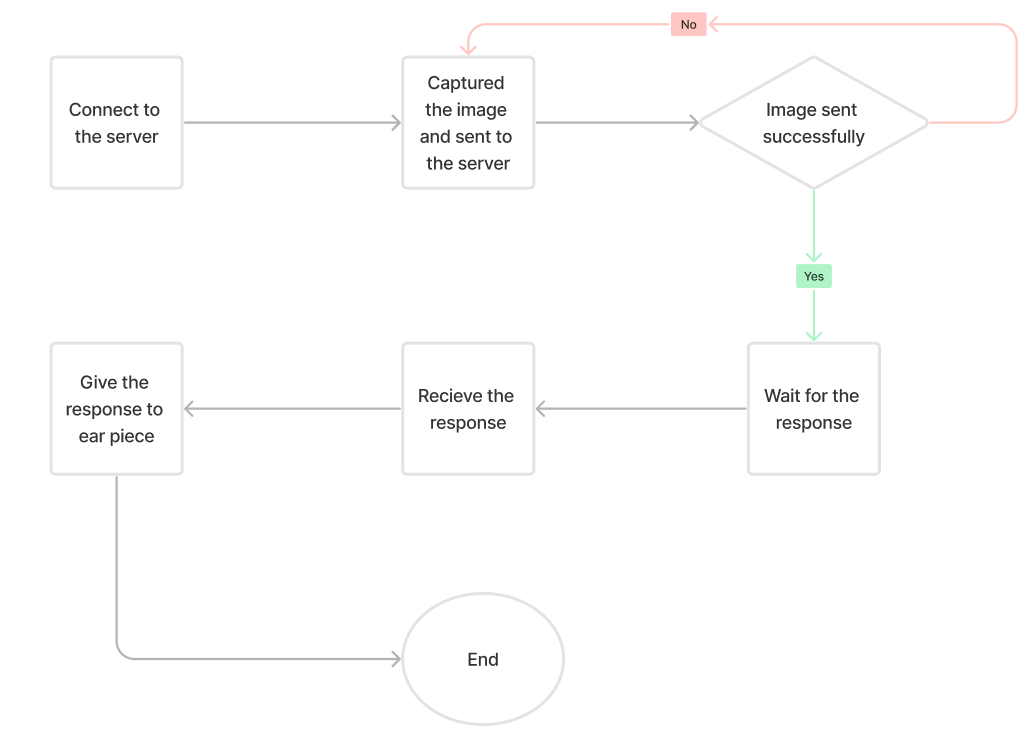 No
Connect to
the server
Captured
the image
and sent to
the server
Image sent
successfully
Yes
Give the
response to
ear piece
Recieve the
response
Wait for the
response
End